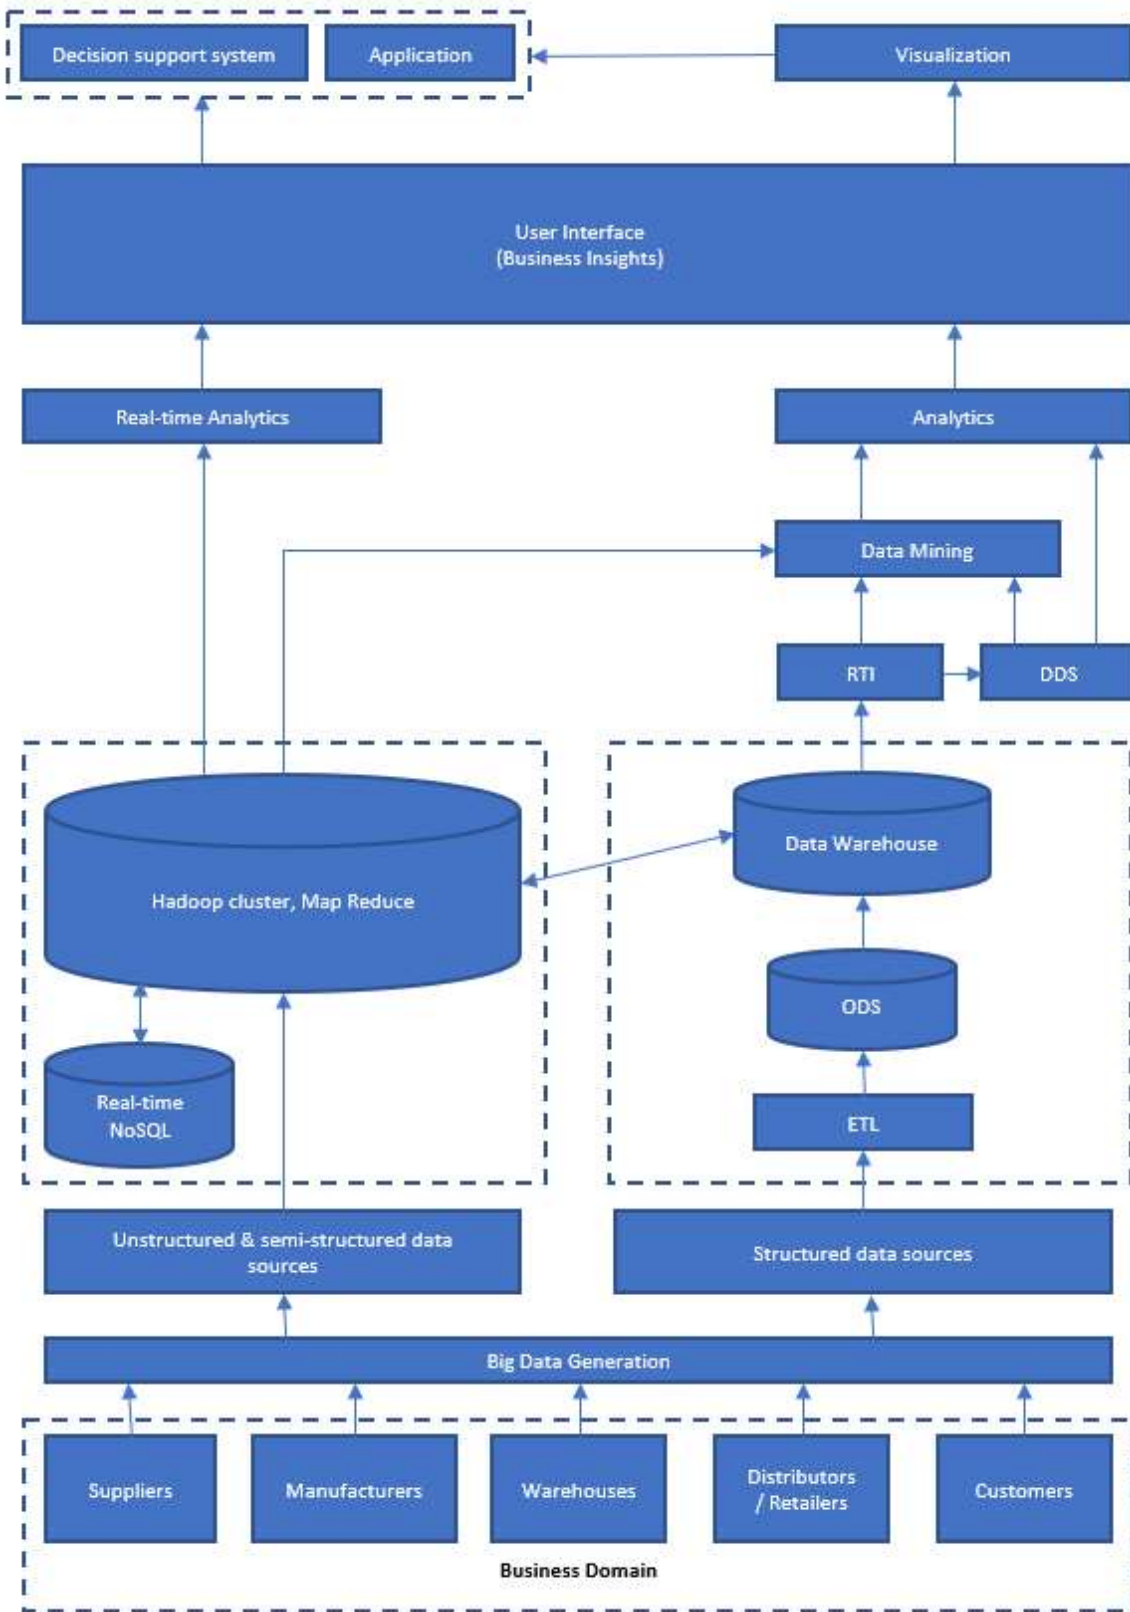 Decision support system
Application
Visualization
User Interface
(Business Insights)
Real-time Analytics
Analytics
Data Mining
RTI
DDS
Data Warehouse
Hadoop cluster, Map Reduce
ODS
Real-time
NoSQL
ETL
Unstructured & semi-structured data
sources
Structured data sources
Big Data Generation
Suppliers
Manufacturers
Warehouses
Distributors
/ Retailers
Customers
Business Domain